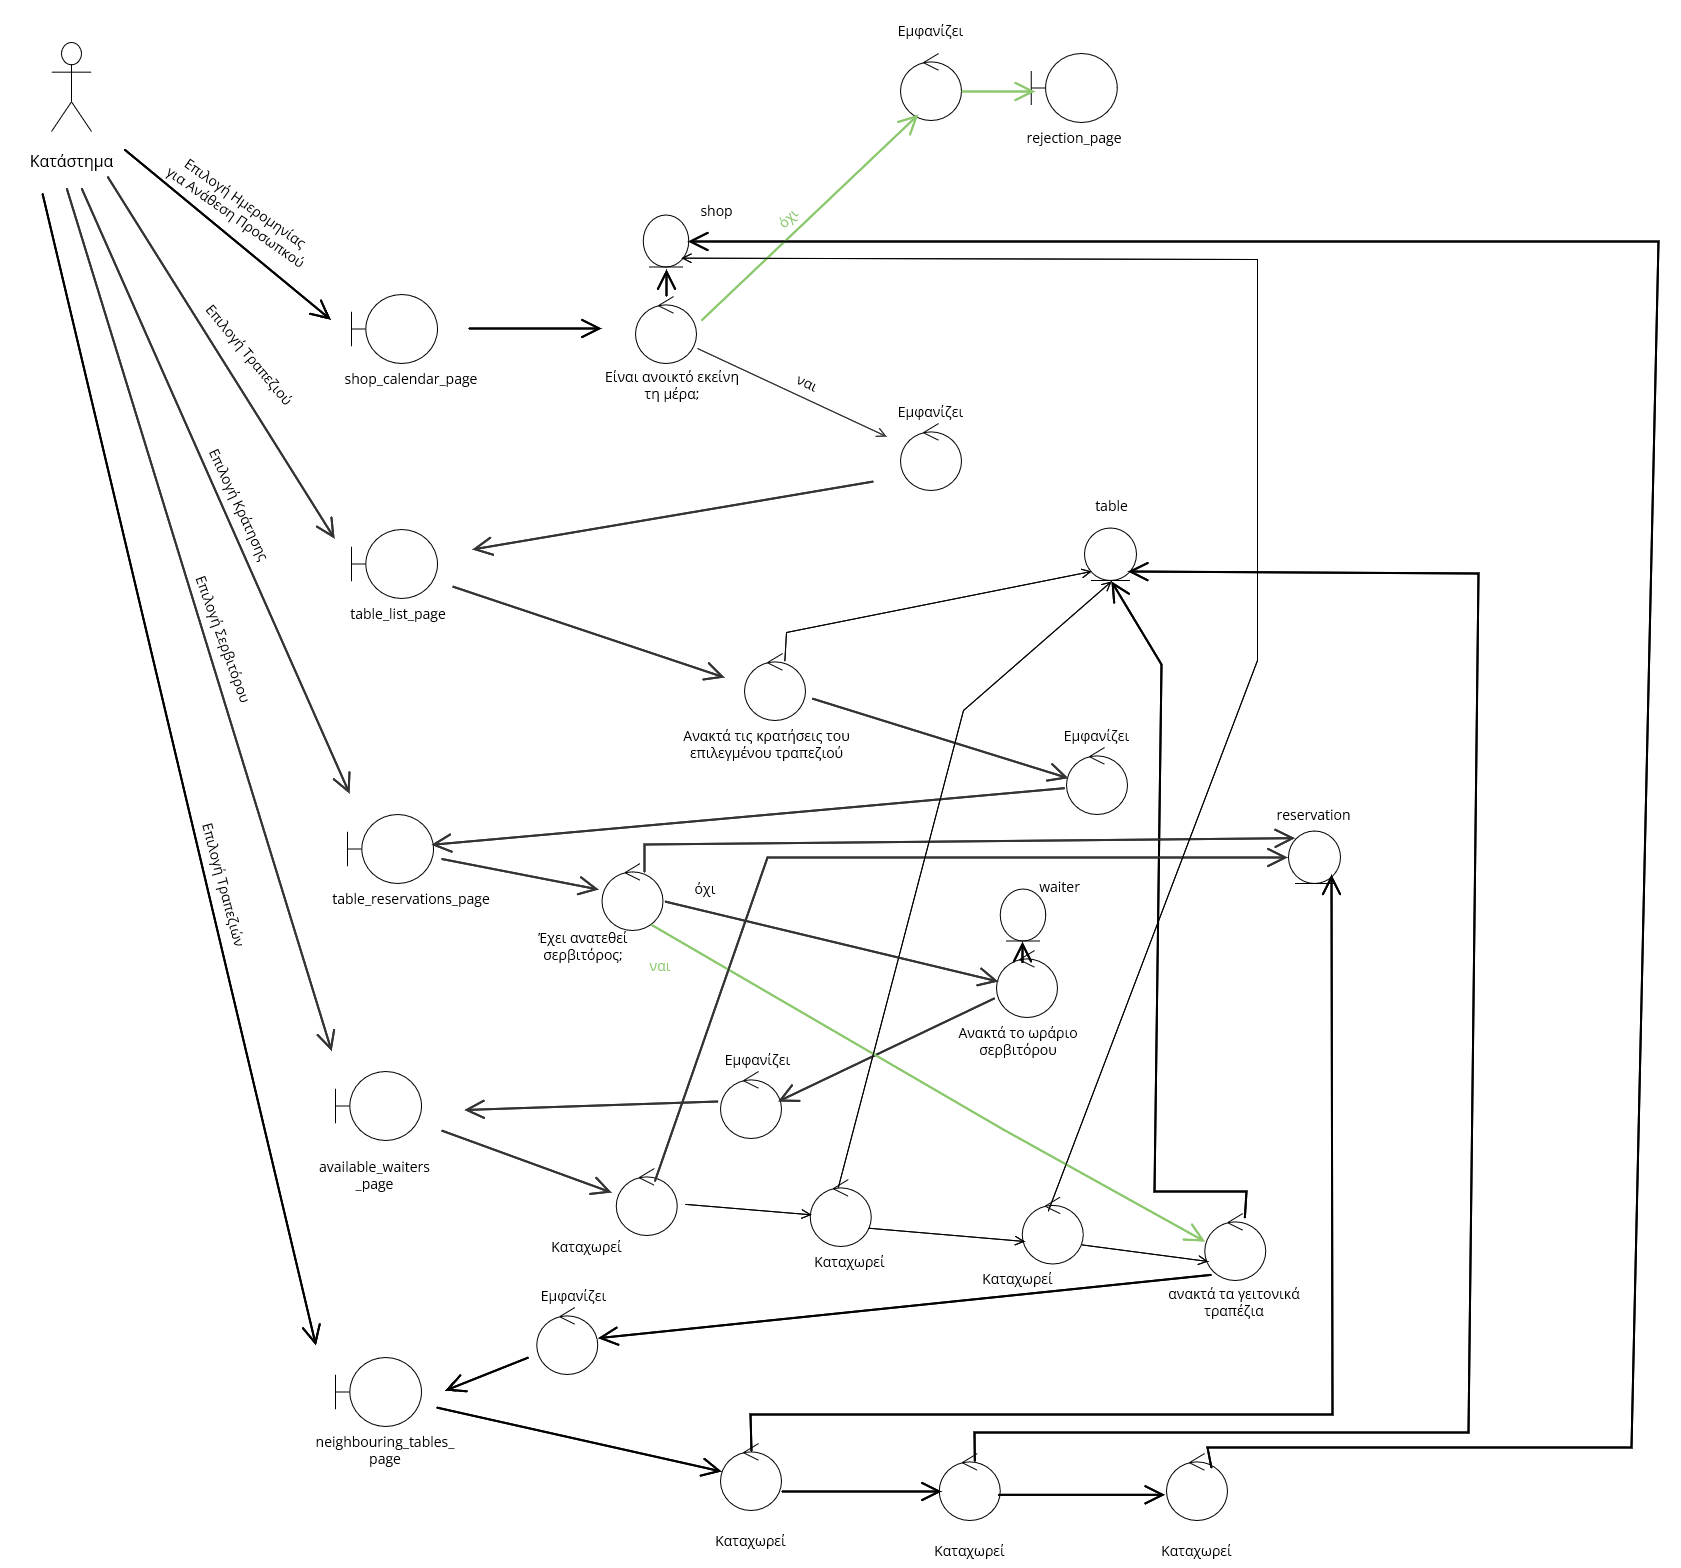 Εμφανίζει
rejection_page
Κατάστημα
Επιλογή Ημερομηνίας
για Ανάθεση Προσωπικού
shop
όχι
Επιλογή Τραπεζιού
shop_calendar_page
Είναι ανοικτό εκείνη
τη μέρα;
ναι
Εμφανίζει
Επιλογή Κράτησης
table
table_list_page
Επιλογή Σερβιτόρου
Ανακτά τις κρατήσεις του
επιλεγμένου τραπεζιού
Εμφανίζει
reservation
Επιλογή Τραπεζιών
table_reservations_page
όχι
waiter
Έχει ανατεθεί
σερβιτόρος;
ναι
Ανακτά το ωράριο
σερβιτόρου
Εμφανίζει
available_waiters
_page
Καταχωρεί
Καταχωρεί
Καταχωρεί
ανακτά τα γειτονικά
τραπέζια
Εμφανίζει
neighbouring_tables_
page
Καταχωρεί
Καταχωρεί
Καταχωρεί